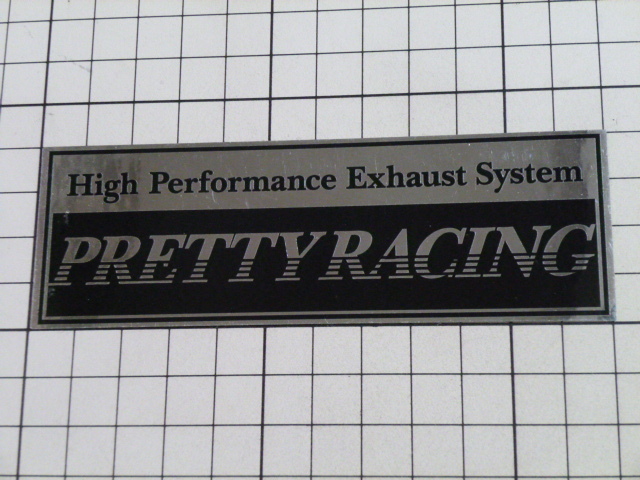 High Performance Exhaust System
PRETTY RACING